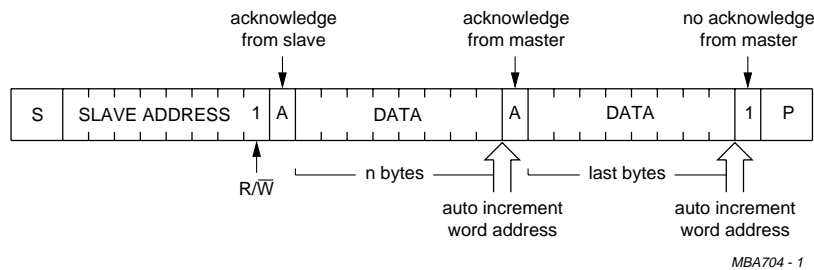 acknowledge
from slave
acknowledge
from master
no acknowledge
from master
S SLAVE ADDRESS 1 A DATA A DATA 1 P
R/W̅
n bytes
last bytes
auto increment
word address
auto increment
word address
MBA704 - 1